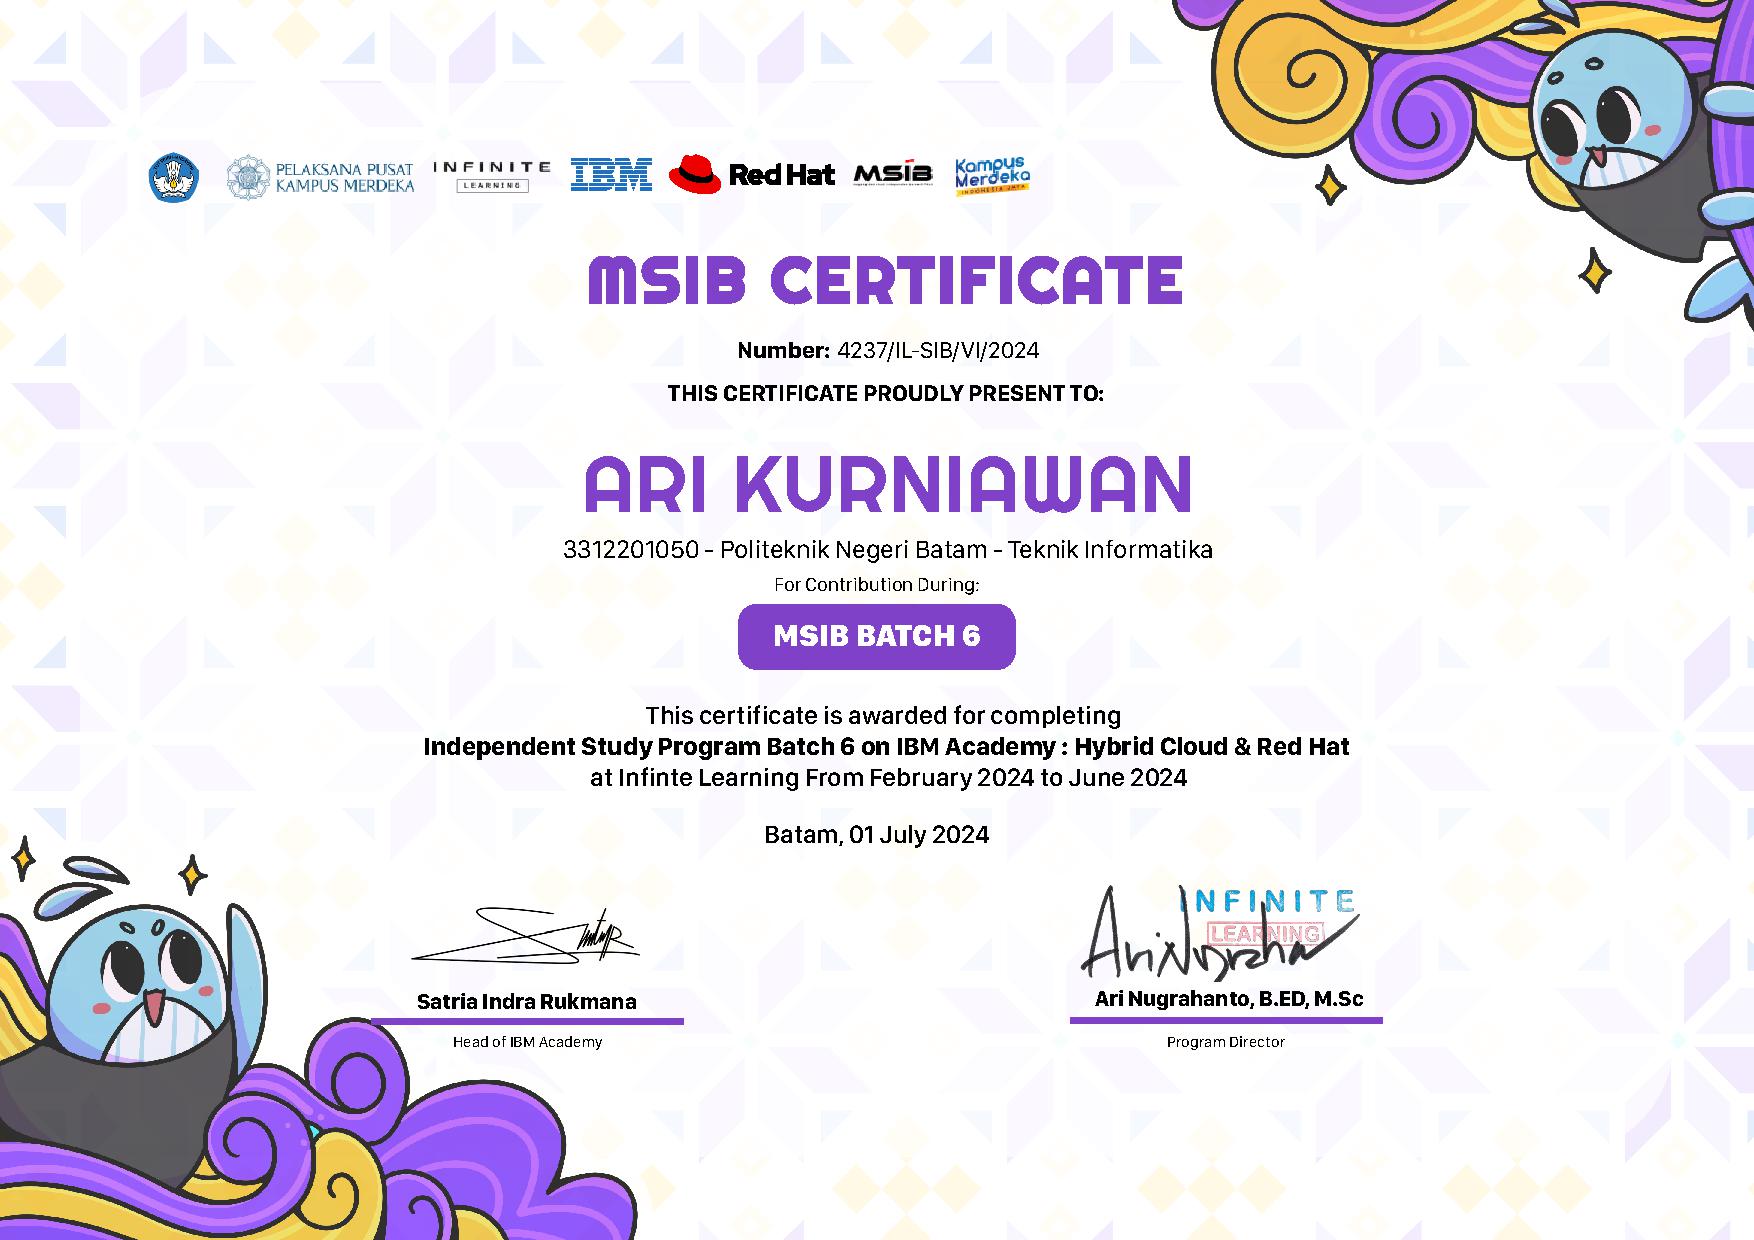 PELAKSANA PUSAT
KAMPUS MERDEKA
INFINITE
LEARNING
IBM
Red Hat
MSIB
Kampus
Merdeka
INDONESIA JAYA
MSIB CERTIFICATE
Number: 4237/IL-SIB/VI/2024
THIS CERTIFICATE PROUDLY PRESENT TO:
ARI KURNIAWAN
3312201050 - Politeknik Negeri Batam - Teknik Informatika
For Contribution During:
MSIB BATCH 6
This certificate is awarded for completing
Independent Study Program Batch 6 on IBM Academy : Hybrid Cloud & Red Hat
at Infinte Learning From February 2024 to June 2024
Batam, 01 July 2024
INFINITE
LEARNING
Ari Nugraha
Satria Indra Rukmana
Ari Nugrahanto, B.ED, M.Sc
Head of IBM Academy
Program Director